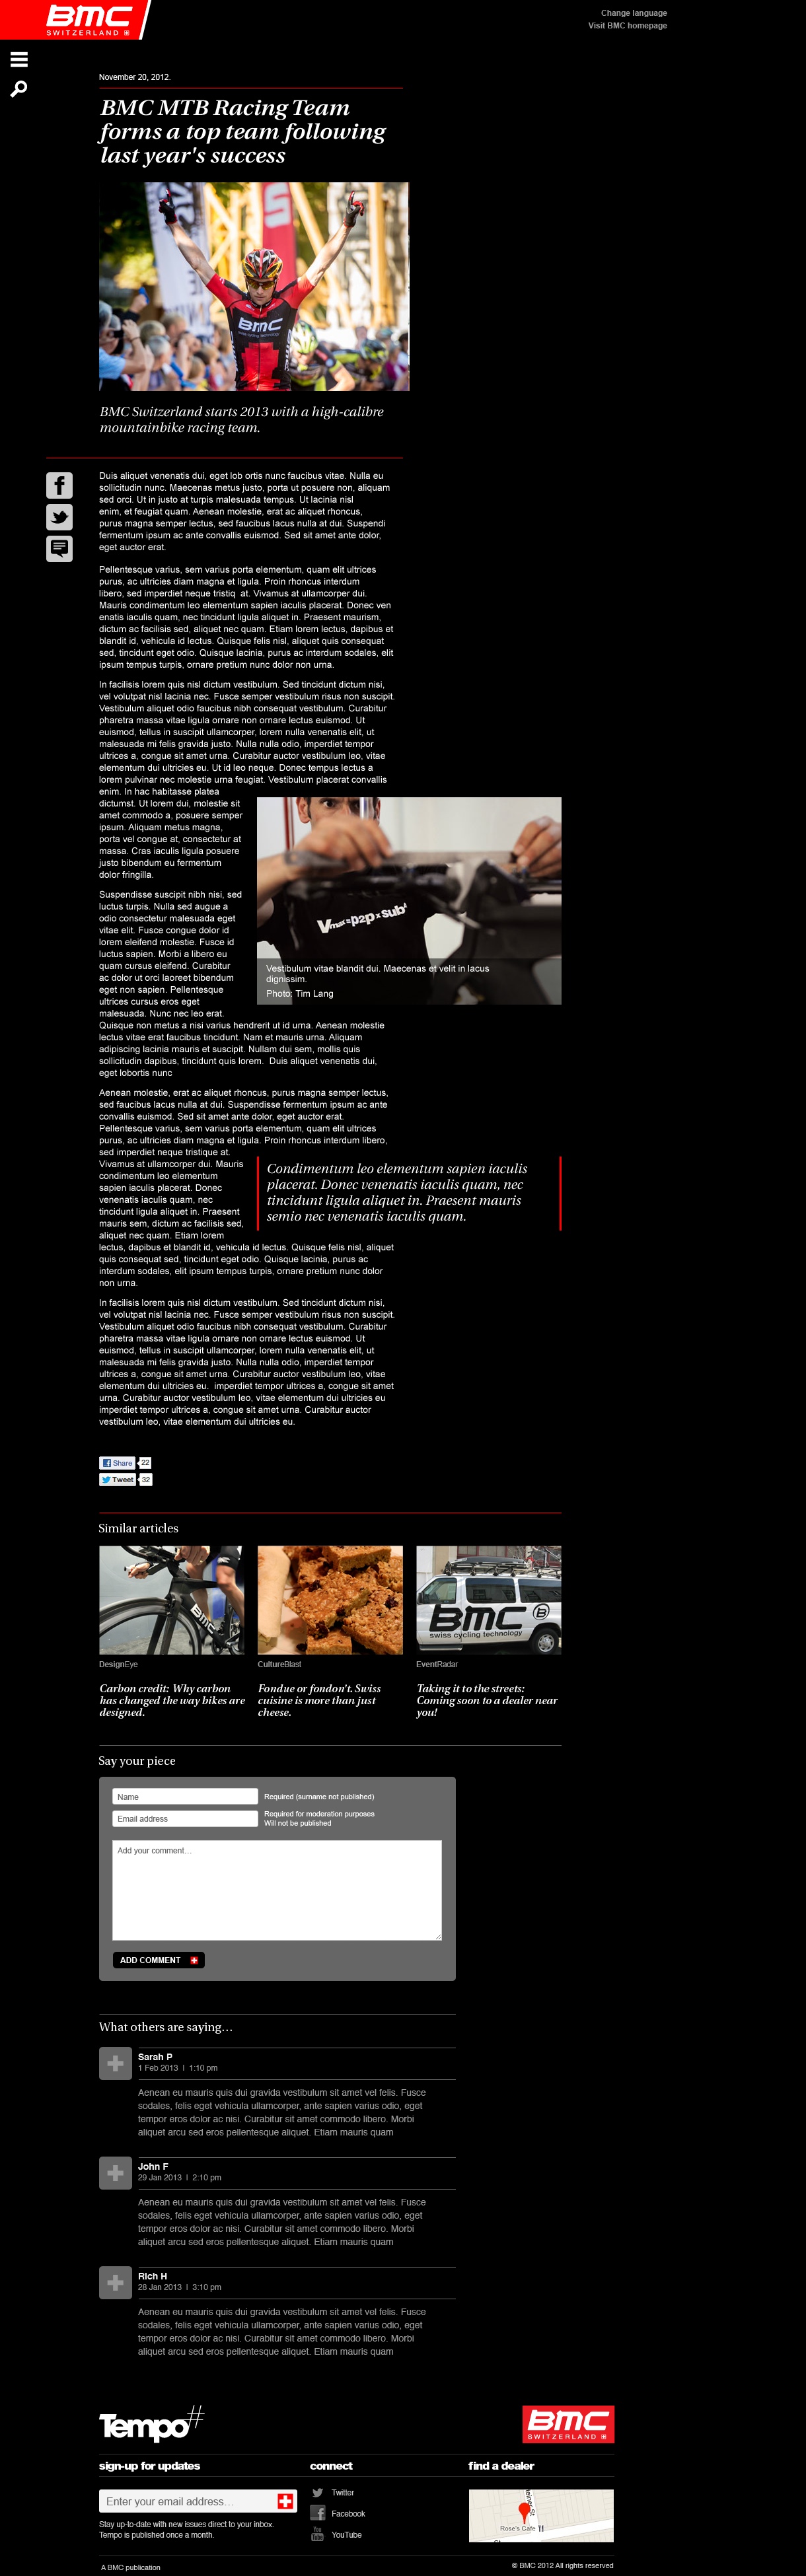 BMC
SWITZERLAND
Change language
Visit BMC homepage
November 20, 2012.
BMC MTB Racing Team
forms a top team following
last year's success
BMC
BMC Switzerland starts 2013 with a high-calibre
mountainbike racing team.
Duis aliquet venenatis dui, eget lob ortis nunc faucibus vitae. Nulla eu
sollicitudin nunc. Maecenas metus justo, porta ut posuere non, aliquam
sed orci. Ut in justo at turpis malesuada tempus. Ut lacinia nisl
enim, et feugiat quam. Aenean molestie, erat ac aliquet rhoncus,
purus magna semper lectus, sed faucibus lacus nulla at dui. Suspendi
fermentum ipsum ac ante convallis euismod. Sed sit amet ante dolor,
eget auctor erat.
Pellentesque varius, sem varius porta elementum, quam elit ultrices
purus, ac ultricies diam magna et ligula. Proin rhoncus interdum
libero, sed imperdiet neque tristiq  at. Vivamus at ullamcorper dui.
Mauris condimentum leo elementum sapien iaculis placerat. Donec ven
enatis iaculis quam, nec tincidunt ligula aliquet in. Praesent maurism,
dictum ac facilisis sed, aliquet nec quam. Etiam lorem lectus, dapibus et
blandit id, vehicula id lectus. Quisque felis nisl, aliquet quis consequat
sed, tincidunt eget odio. Quisque lacinia, purus ac interdum sodales, elit
ipsum tempus turpis, ornare pretium nunc dolor non urna.
In facilisis lorem quis nisl dictum vestibulum. Sed tincidunt dictum nisi,
vel volutpat nisl lacinia nec. Fusce semper vestibulum risus non suscipit.
Vestibulum aliquet odio faucibus nibh consequat vestibulum. Curabitur
pharetra massa vitae ligula ornare non ornare lectus euismod. Ut
euismod, tellus in suscipit ullamcorper, lorem nulla venenatis elit, ut
malesuada mi felis gravida justo. Nulla nulla odio, imperdiet tempor
ultrices a, congue sit amet urna. Curabitur auctor vestibulum leo, vitae
elementum dui ultricies eu. Ut id leo neque. Donec tempus lectus a
lorem pulvinar nec molestie urna feugiat. Vestibulum placerat convallis
enim. In hac habitasse platea
dictumst. Ut lorem dui, molestie sit
amet commodo a, posuere semper
ipsum. Aliquam metus magna,
porta vel congue at, consectetur at
massa. Cras iaculis ligula posuere
justo bibendum eu fermentum
dolor fringilla.
Vmax=p2p x sub6
Vestibulum vitae blandit dui. Maecenas et velit in lacus
dignissim.
Photo: Tim Lang
Suspendisse suscipit nibh nisi, sed
luctus turpis. Nulla sed augue a
odio consectetur malesuada eget
vitae elit. Fusce congue dolor id
lorem eleifend molestie. Fusce id
luctus sapien. Morbi a libero eu
quam cursus eleifend. Curabitur
ac dolor ut orci laoreet bibendum
eget non sapien. Pellentesque
ultrices cursus eros eget
malesuada. Nunc nec leo erat.
Quisque non metus a nisi varius hendrerit ut id urna. Aenean molestie
lectus vitae erat faucibus tincidunt. Nam et mauris urna. Aliquam
adipiscing lacinia mauris et suscipit. Nullam dui sem, mollis quis
sollicitudin dapibus, tincidunt quis lorem.  Duis aliquet venenatis dui,
eget lobortis nunc
Aenean molestie, erat ac aliquet rhoncus, purus magna semper lectus,
sed faucibus lacus nulla at dui. Suspendisse fermentum ipsum ac ante
convallis euismod. Sed sit amet ante dolor, eget auctor erat.
Pellentesque varius, sem varius porta elementum, quam elit ultrices
purus, ac ultricies diam magna et ligula. Proin rhoncus interdum libero,
sed imperdiet neque tristique at.
Vivamus at ullamcorper dui. Mauris
condimentum leo elementum
sapien iaculis placerat. Donec
venenatis iaculis quam, nec
tincidunt ligula aliquet in. Praesent
mauris sem, dictum ac facilisis sed,
aliquet nec quam. Etiam lorem
lectus, dapibus et blandit id, vehicula id lectus. Quisque felis nisl, aliquet
quis consequat sed, tincidunt eget odio. Quisque lacinia, purus ac
interdum sodales, elit ipsum tempus turpis, ornare pretium nunc dolor
non urna.
Condimentum leo elementum sapien iaculis
placerat. Donec venenatis iaculis quam, nec
tincidunt ligula aliquet in. Praesent mauris
semio nec venenatis iaculis quam.
In facilisis lorem quis nisl dictum vestibulum. Sed tincidunt dictum nisi,
vel volutpat nisl lacinia nec. Fusce semper vestibulum risus non suscipit.
Vestibulum aliquet odio faucibus nibh consequat vestibulum. Curabitur
pharetra massa vitae ligula ornare non ornare lectus euismod. Ut
euismod, tellus in suscipit ullamcorper, lorem nulla venenatis elit, ut
malesuada mi felis gravida justo. Nulla nulla odio, imperdiet tempor
ultrices a, congue sit amet urna. Curabitur auctor vestibulum leo, vitae
elementum dui ultricies eu.  imperdiet tempor ultrices a, congue sit amet
urna. Curabitur auctor vestibulum leo, vitae elementum dui ultricies eu
imperdiet tempor ultrices a, congue sit amet urna. Curabitur auctor
vestibulum leo, vitae elementum dui ultricies eu.
Share 22
Tweet 32
Similar articles
BMC
BMC B
swiss cycling technology
DesignEye
Carbon credit: Why carbon
has changed the way bikes are
designed.
CultureBlast
Fondue or fondon't. Swiss
cuisine is more than just
cheese.
EventRadar
Taking it to the streets:
Coming soon to a dealer near
you!
Say your piece
Name
Required (surname not published)
Email address
Required for moderation purposes
Will not be published
Add your comment...
ADD COMMENT
What others are saying...
Sarah P
1 Feb 2013 | 1:10 pm
Aenean eu mauris quis dui gravida vestibulum sit amet vel felis. Fusce
sodales, felis eget vehicula ullamcorper, ante sapien varius odio, eget
tempor eros dolor ac nisi. Curabitur sit amet commodo libero. Morbi
aliquet arcu sed eros pellentesque aliquet. Etiam mauris quam
John F
29 Jan 2013 | 2:10 pm
Aenean eu mauris quis dui gravida vestibulum sit amet vel felis. Fusce
sodales, felis eget vehicula ullamcorper, ante sapien varius odio, eget
tempor eros dolor ac nisi. Curabitur sit amet commodo libero. Morbi
aliquet arcu sed eros pellentesque aliquet. Etiam mauris quam
Rich H
28 Jan 2013 | 3:10 pm
Aenean eu mauris quis dui gravida vestibulum sit amet vel felis. Fusce
sodales, felis eget vehicula ullamcorper, ante sapien varius odio, eget
tempor eros dolor ac nisi. Curabitur sit amet commodo libero. Morbi
aliquet arcu sed eros pellentesque aliquet. Etiam mauris quam
Tempo#
BMC
SWITZERLAND
sign-up for updates
connect
find a dealer
Enter your email address...
Stay up-to-date with new issues direct to your inbox.
Tempo is published once a month.
Twitter
Facebook
You Tube
YouTube
Rose's Cafe
A BMC publication
© BMC 2012 All rights reserved